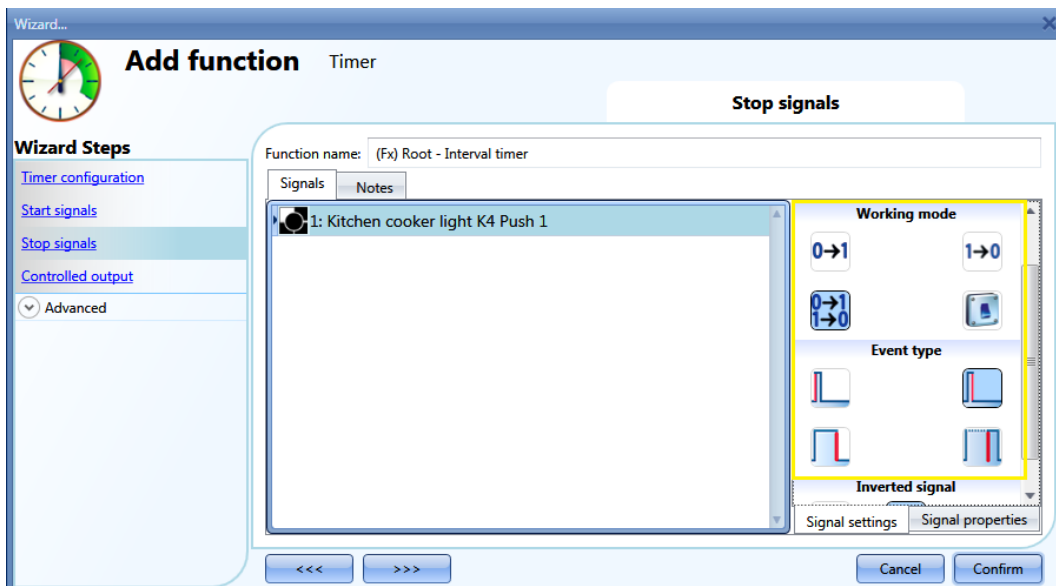 Wizard...
Add function Timer
Stop signals
Wizard Steps
Timer configuration
Start signals
Stop signals
Controlled output
Advanced
Function name: (Fx) Root - Interval timer
Signals Notes
1: Kitchen cooker light K4 Push 1
Working mode
0→1 1→0
0→1
1→0
Event type
Inverted signal
Signal settings Signal properties
<<< >>> Cancel Confirm